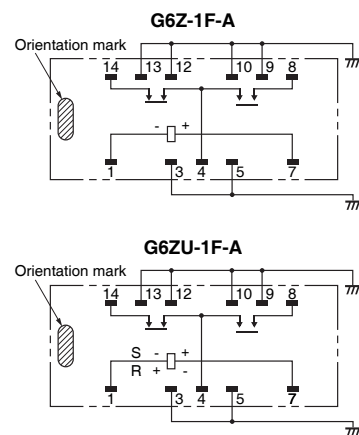 G6Z-1F-A
Orientation mark
14 13 12 10 9 8
- +
1 3 4 5 7
G6ZU-1F-A
Orientation mark
14 13 12 10 9 8
S - +
R + -
1 3 4 5 7